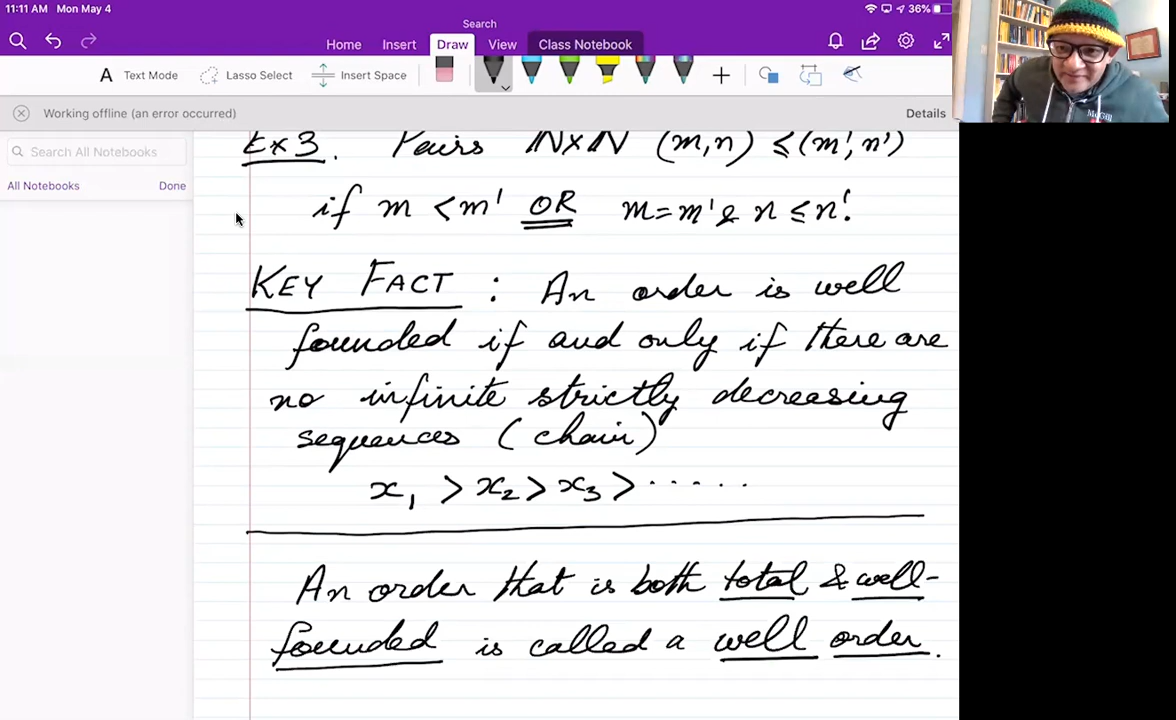 11:11 AM Mon May 4
36%
Search
Home Insert Draw View Class Notebook
A Text Mode Lasso Select Insert Space
Working offline (an error occurred) Details
Search All Notebooks
All Notebooks Done
McGill
Ex 3. Pairs N×N (m,n) ≤ (m', n')
if m < m' OR m = m' & n ≤ n'.
KEY FACT : An order is well
founded if and only if there are
no infinite strictly decreasing
sequences (chain)
x₁ > x₂ > x₃ > ......
An order that is both total & well-
founded is called a well order.